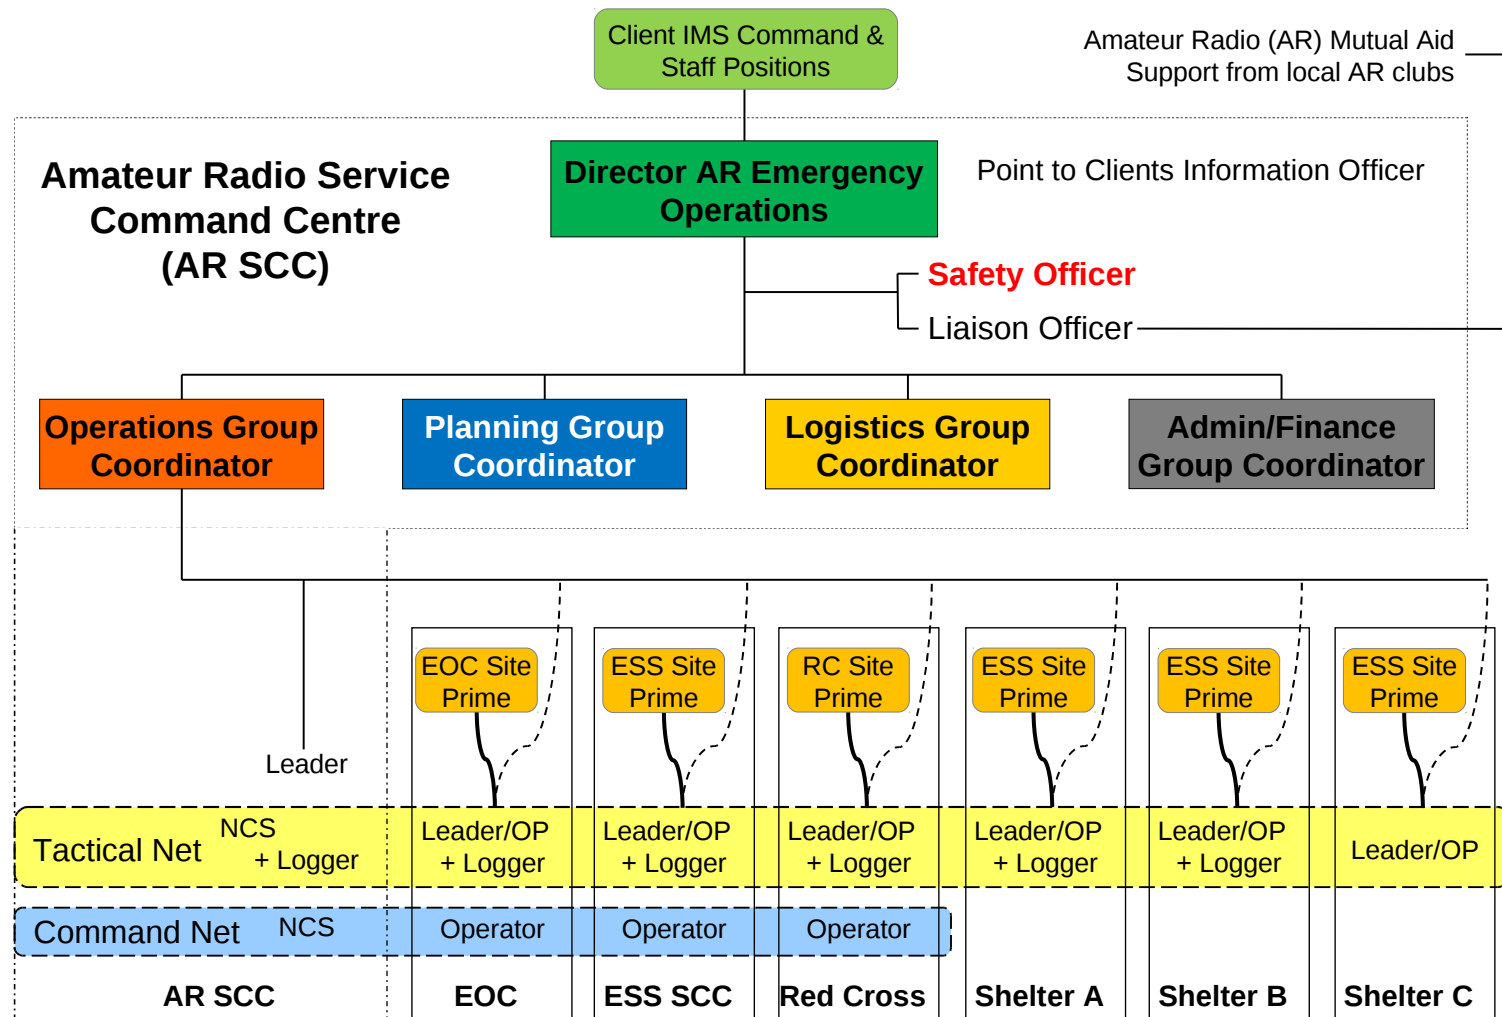 Client IMS Command &
Staff Positions
Amateur Radio (AR) Mutual Aid
Support from local AR clubs
Amateur Radio Service
Command Centre
(AR SCC)
Director AR Emergency
Operations
Point to Clients Information Officer
Safety Officer
Liaison Officer
Operations Group
Coordinator
Planning Group
Coordinator
Logistics Group
Coordinator
Admin/Finance
Group Coordinator
Leader
EOC Site
Prime
ESS Site
Prime
RC Site
Prime
ESS Site
Prime
ESS Site
Prime
ESS Site
Prime
Tactical Net
NCS
+ Logger
Leader/OP
+ Logger
Leader/OP
+ Logger
Leader/OP
+ Logger
Leader/OP
+ Logger
Leader/OP
+ Logger
Leader/OP
Command Net
NCS
Operator
Operator
Operator
AR SCC
EOC
ESS SCC
Red Cross
Shelter A
Shelter B
Shelter C